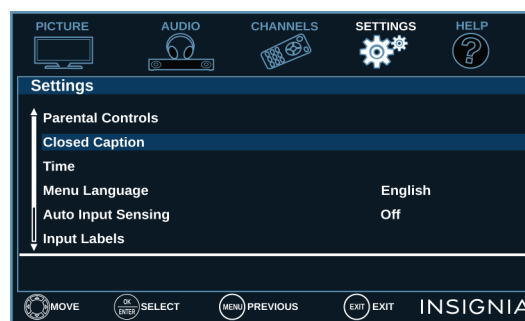 PICTURE AUDIO CHANNELS SETTINGS HELP
Settings
Parental Controls
Closed Caption
Time
Menu Language English
Auto Input Sensing Off
Input Labels
MOVE OK ENTER SELECT MENU PREVIOUS EXIT EXIT INSIGNIA